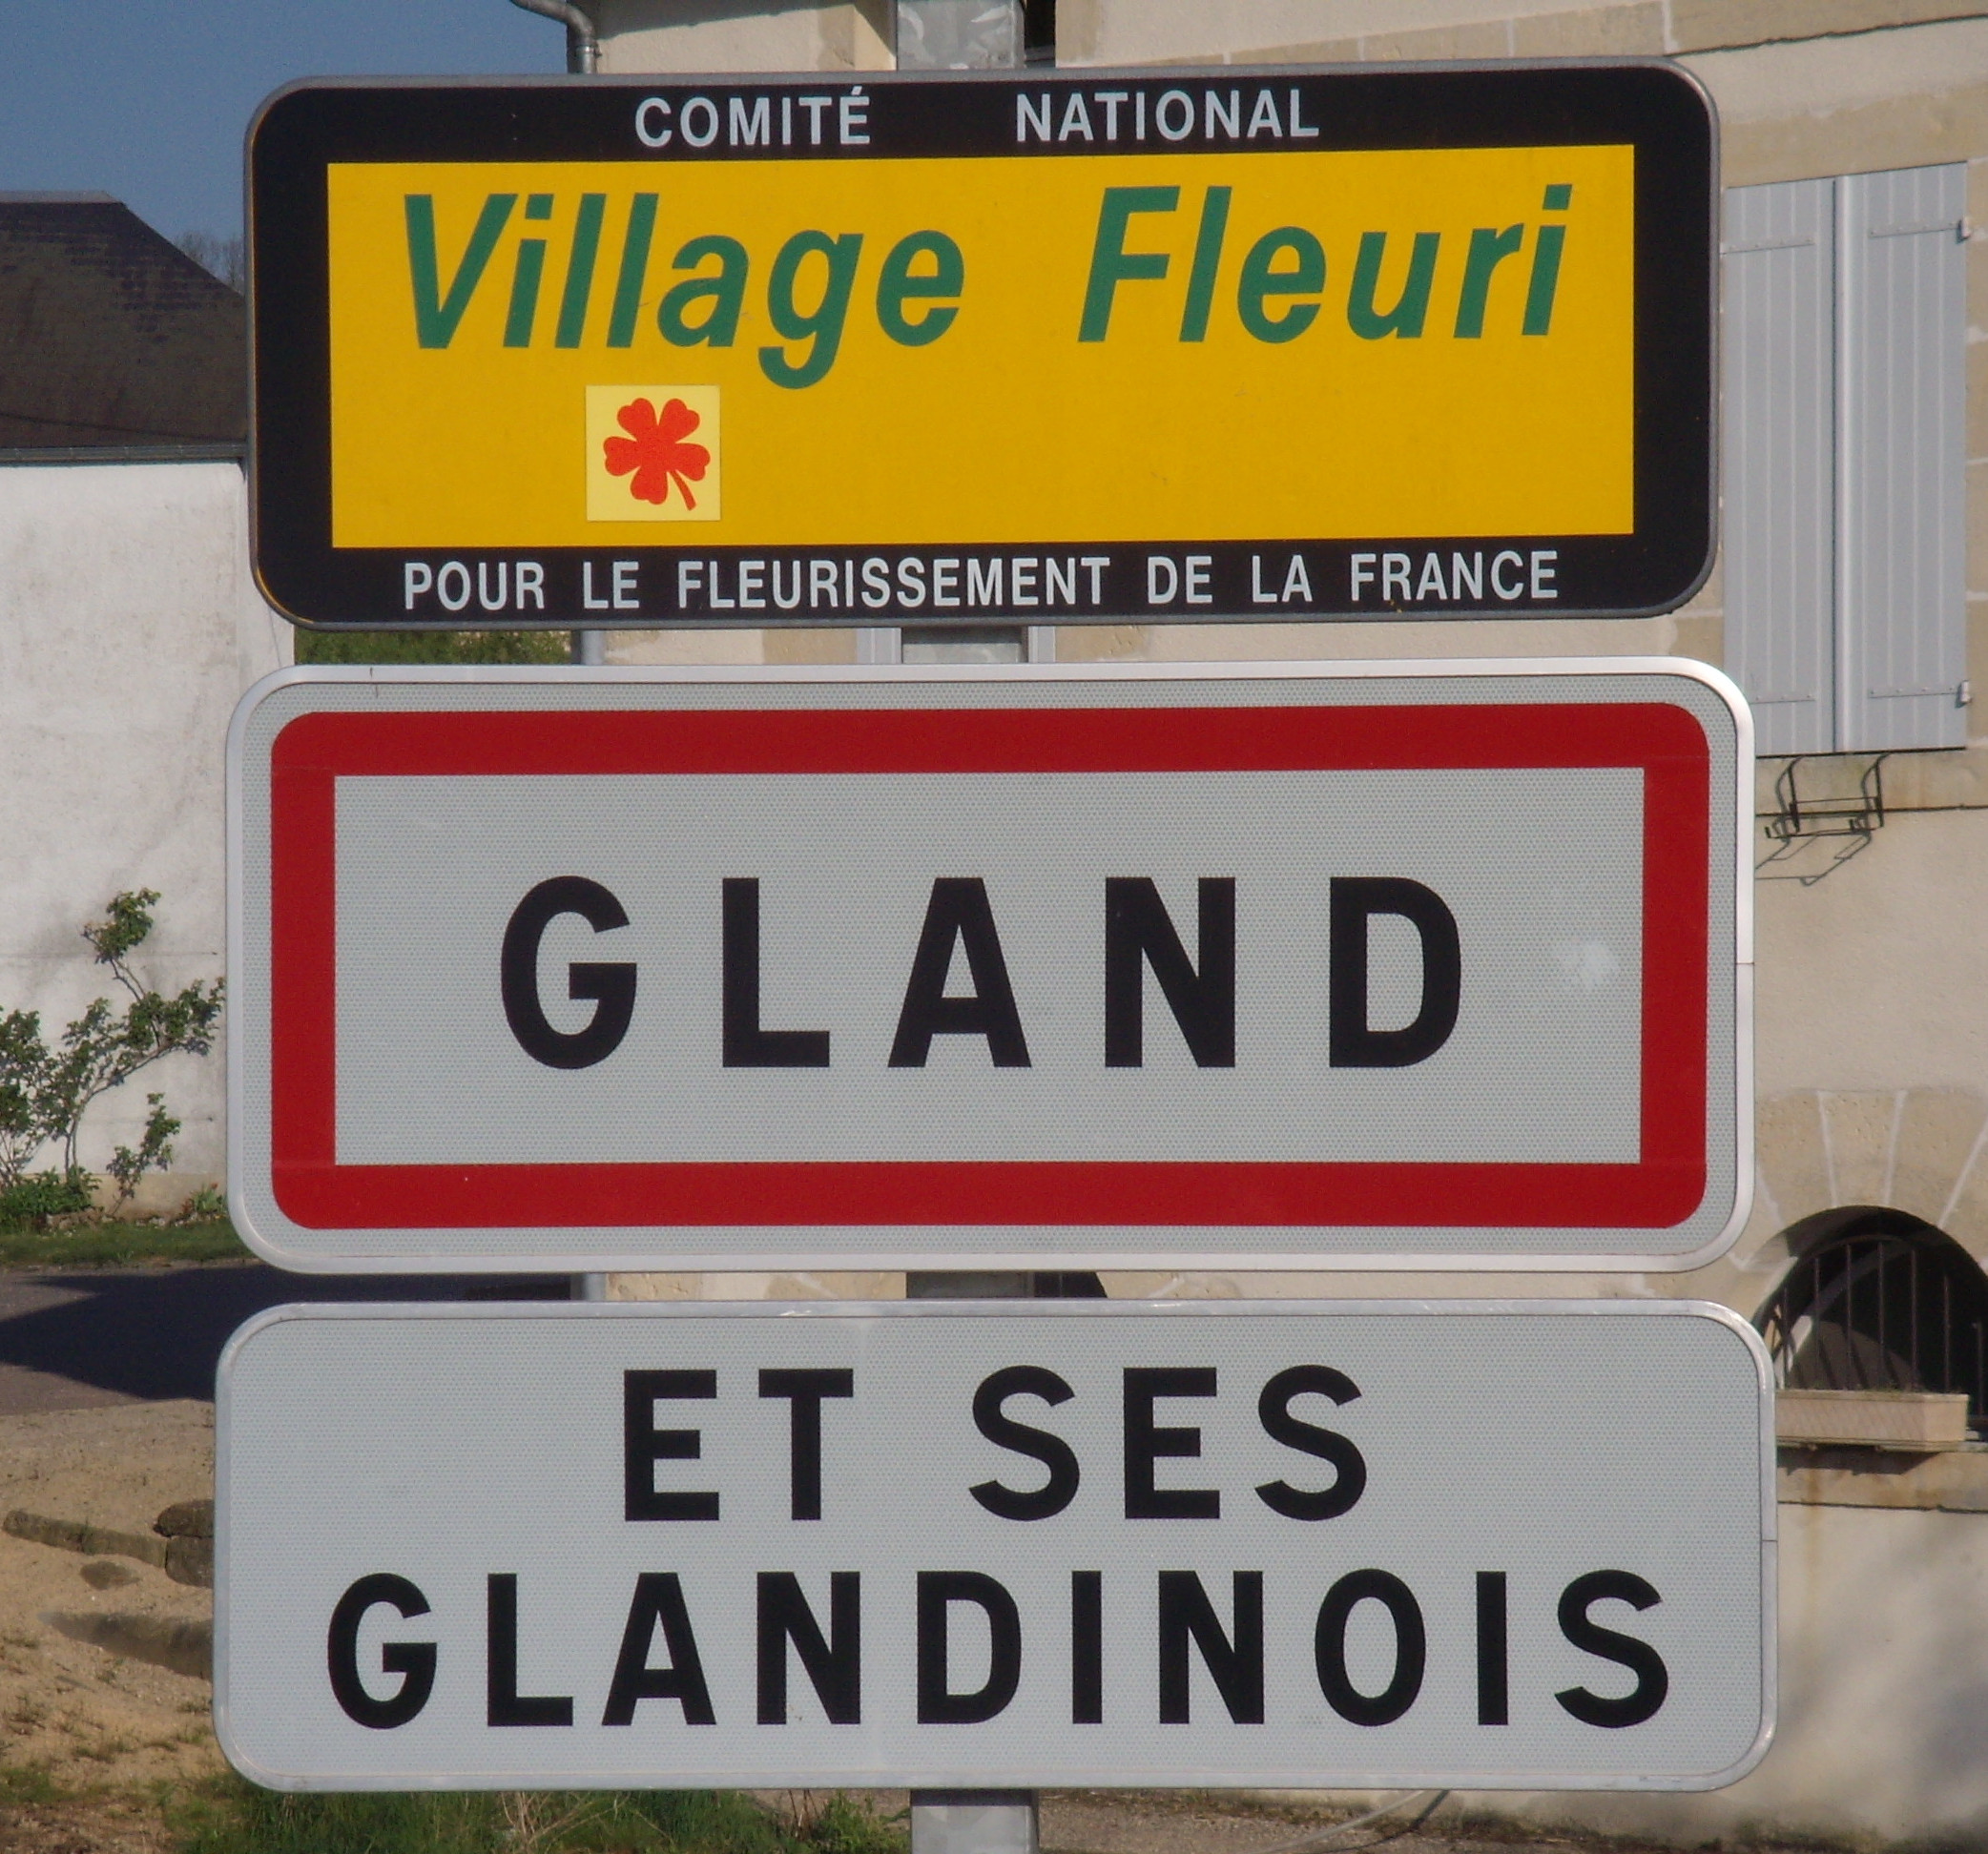 COMITÉ NATIONAL
Village Fleuri
POUR LE FLEURISSEMENT DE LA FRANCE
GLAND
ET SES
GLANDINOIS